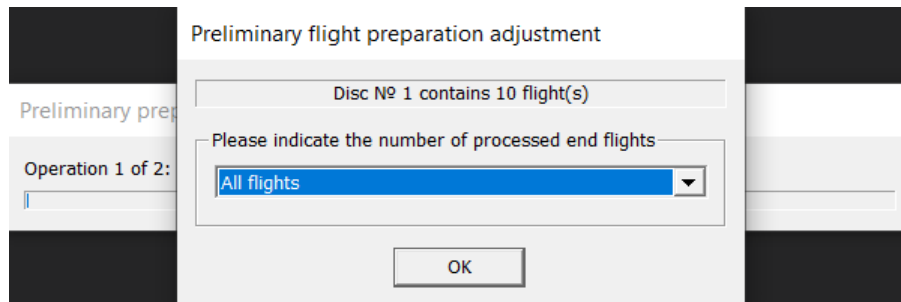 Preliminary flight preparation adjustment
Disc № 1 contains 10 flight(s)
Preliminary prep
Please indicate the number of processed end flights
Operation 1 of 2:
All flights
OK